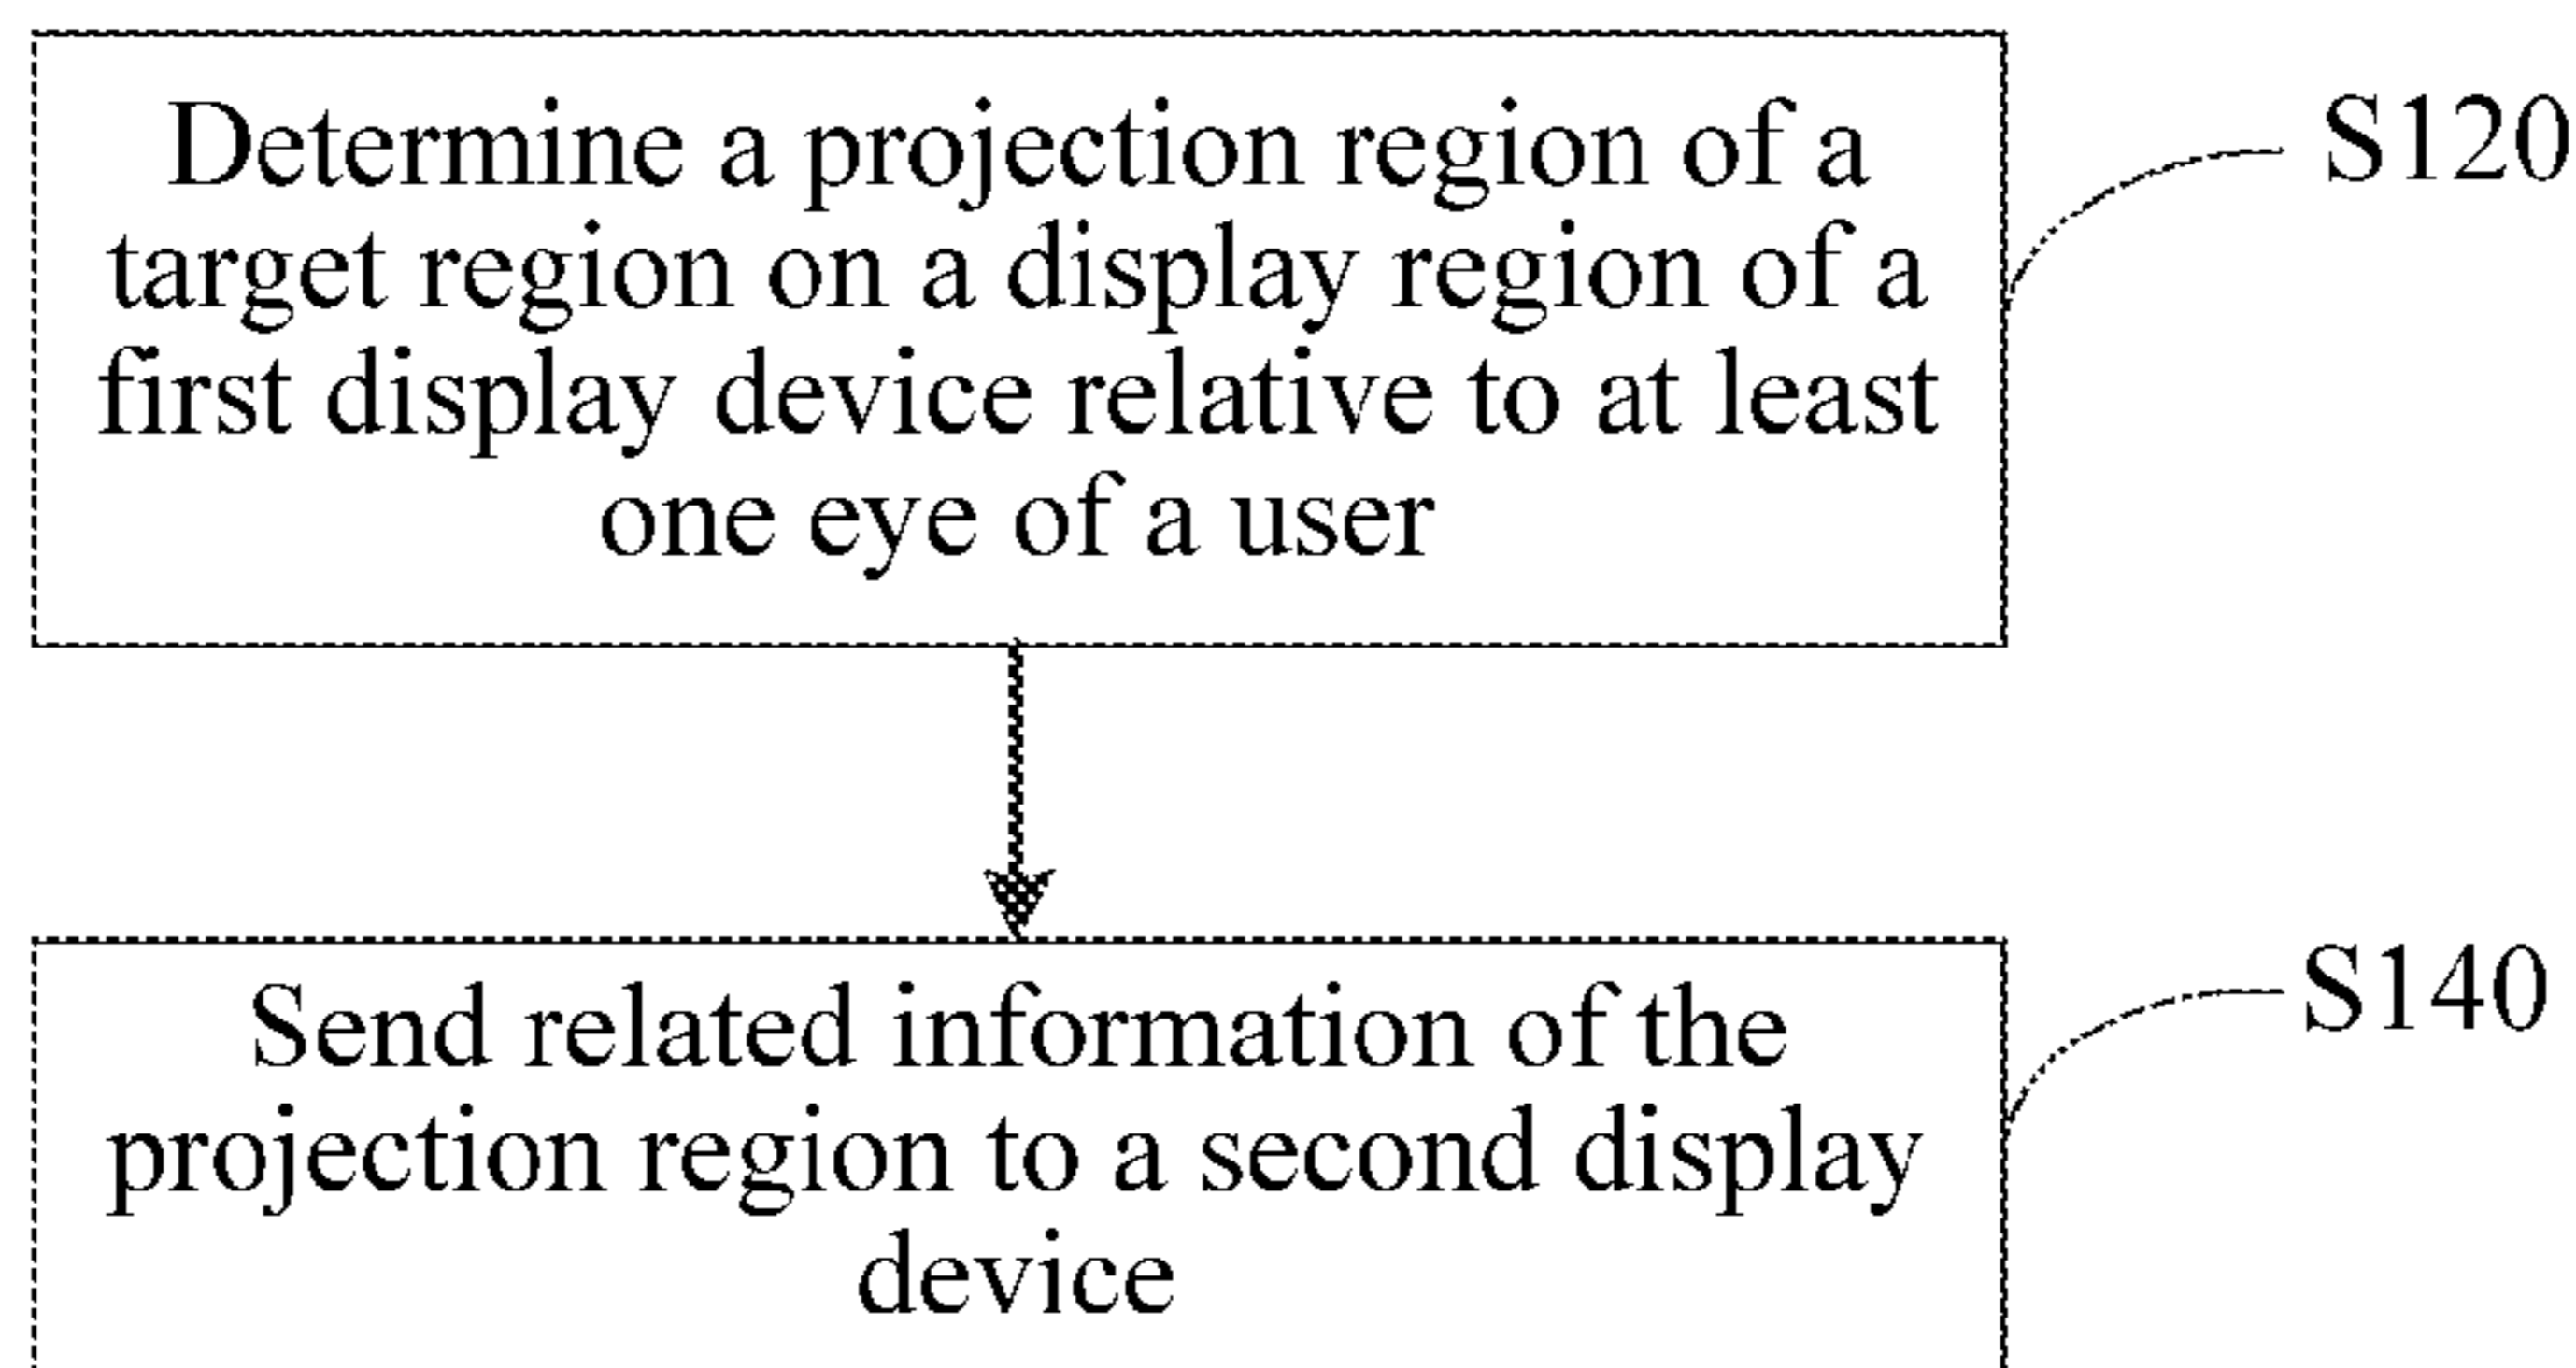 Determine a projection region of a
target region on a display region of a
first display device relative to at least
one eye of a user
S120
Send related information of the
projection region to a second display
device
S140